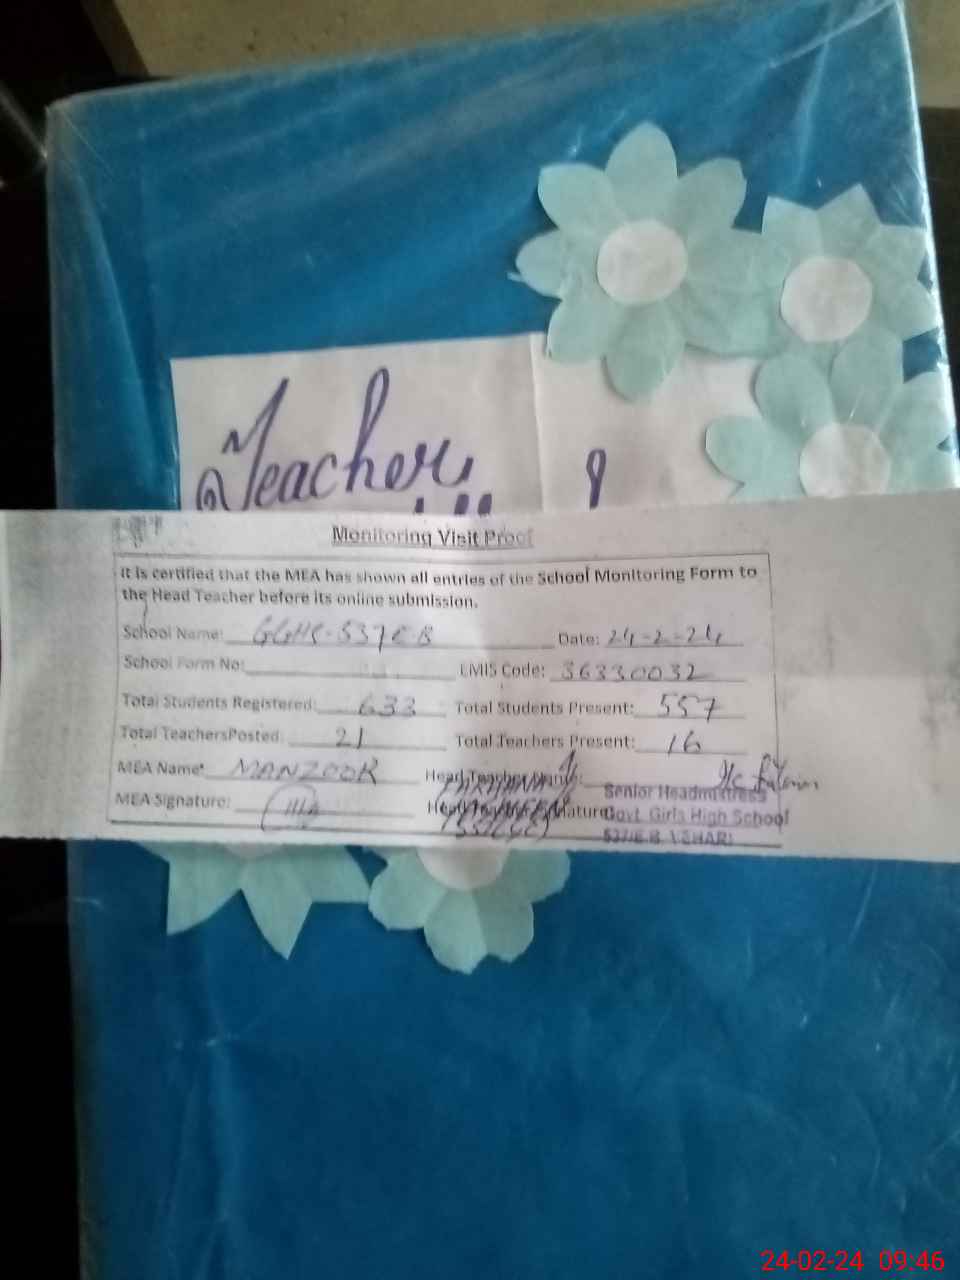 Teacher
Monitoring Visit Proof
It is certified that the MEA has shown all entries of the School Monitoring Form to
the Head Teacher before its online submission.
School Name: GGHS-537EB Date: 24-2-24
School Form No: EMIS Code: 36330032
Total Students Registered: 633 Total Students Present: 557
Total TeachersPosted: 21 Total Teachers Present: 16
MEA Name: MANZOOR Head Teacher Name:
FARHANA
MEA Signature: Head Teacher Signature:
Senior Headmistress
Govt. Girls High School
537/E.B. VEHARI
24-02-24 09:46